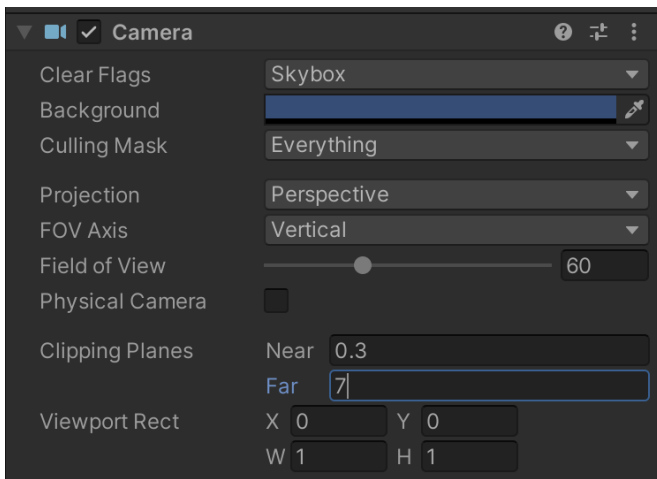 Camera
Clear Flags Skybox
Background
Culling Mask Everything
Projection Perspective
FOV Axis Vertical
Field of View 60
Physical Camera
Clipping Planes Near 0.3
Far 7
Viewport Rect X 0 Y 0
W 1 H 1